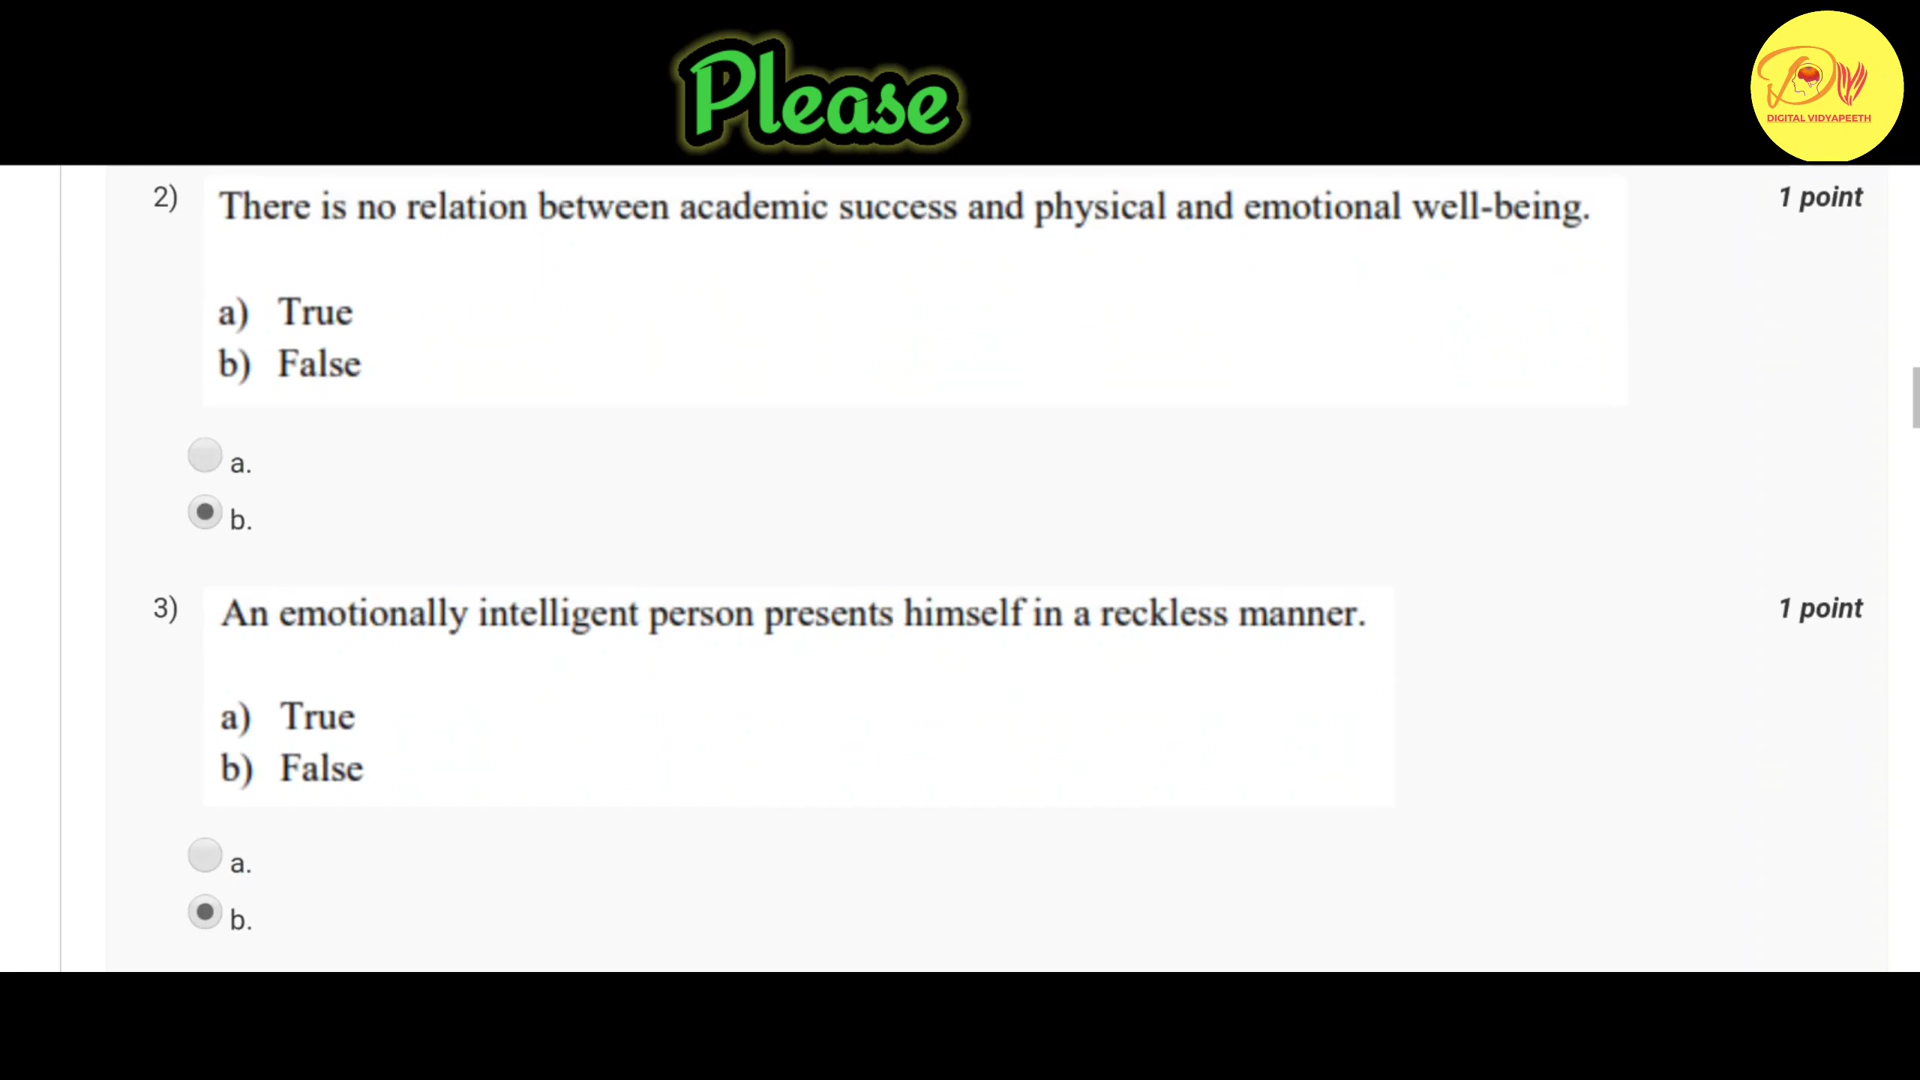 Please
DIGITAL VIDYAPEETH
2) There is no relation between academic success and physical and emotional well-being. 1 point
a) True
b) False
a.
b.
3) An emotionally intelligent person presents himself in a reckless manner. 1 point
a) True
b) False
a.
b.